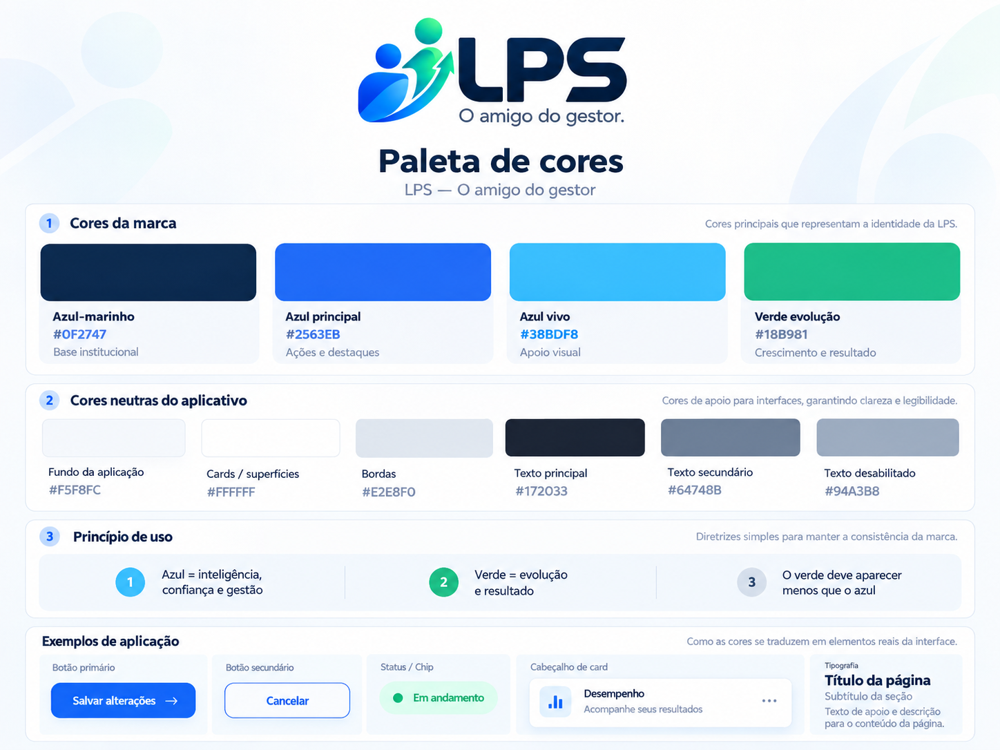 LPS
O amigo do gestor.
Paleta de cores
LPS — O amigo do gestor
1 Cores da marca
Cores principais que representam a identidade da LPS.
Azul-marinho
#0F2747
Base institucional
Azul principal
#2563EB
Ações e destaques
Azul vivo
#38BDF8
Apoio visual
Verde evolução
#18B981
Crescimento e resultado
2 Cores neutras do aplicativo
Cores de apoio para interfaces, garantindo clareza e legibilidade.
Fundo da aplicação
#F5F8FC
Cards / superfícies
#FFFFFF
Bordas
#E2E8F0
Texto principal
#172033
Texto secundário
#64748B
Texto desabilitado
#94A3B8
3 Princípio de uso
Diretrizes simples para manter a consistência da marca.
1 Azul = inteligência,
confiança e gestão
2 Verde = evolução
e resultado
3 O verde deve aparecer
menos que o azul
Exemplos de aplicação
Como as cores se traduzem em elementos reais da interface.
Botão primário
Salvar alterações →
Botão secundário
Cancelar
Status / Chip
Em andamento
Cabeçalho de card
Desempenho
Acompanhe seus resultados
Tipografia
Título da página
Subtítulo da seção
Texto de apoio e descrição
para o conteúdo da página.